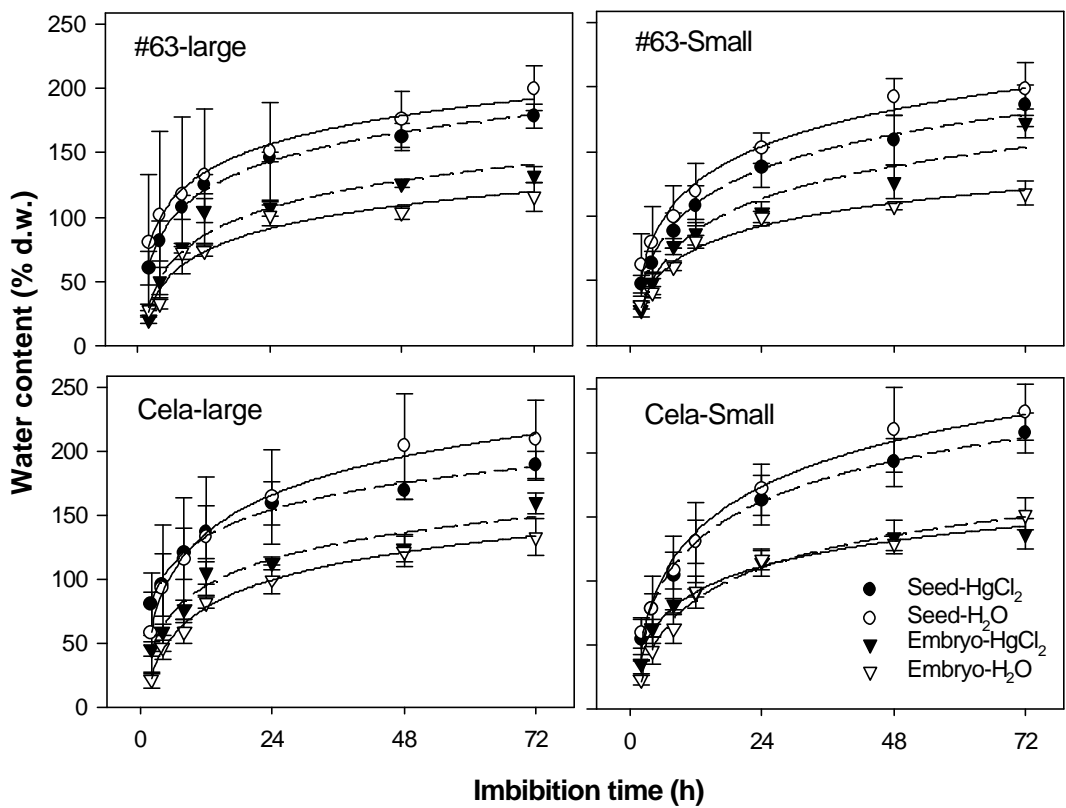 #63-large
#63-Small
250
200
150
100
50
0
Cela-large
Cela-Small
250
200
150
100
50
0
Water content (% d.w.)
Seed-HgCl₂
Seed-H₂O
Embryo-HgCl₂
Embryo-H₂O
0 24 48 72
0 24 48 72
Imbibition time (h)